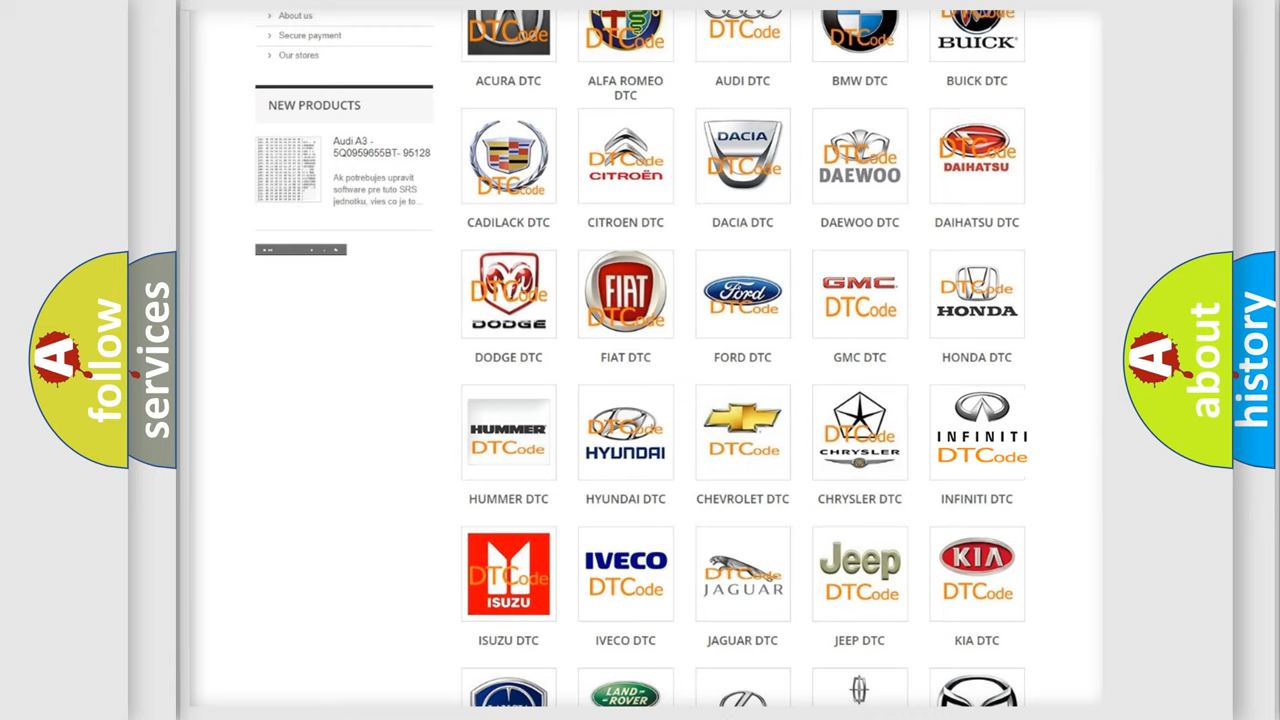 About us
Secure payment
Our stores
NEW PRODUCTS
Audi A3 -
5Q0959655BT- 95128
Ak potrebujes upravit
software pre tuto SRS
jednotku, vies co je to...
DTCode
DTCode
DTCode
DTCode
BUICK
ACURA DTC
ALFA ROMEO
DTC
AUDI DTC
BMW DTC
BUICK DTC
DTCode
DTCode
CITROËN
DACIA
DTCode
DTCode
DAEWOO
DTCode
DAIHATSU
CADILACK DTC
CITROEN DTC
DACIA DTC
DAEWOO DTC
DAIHATSU DTC
DTCode
DODGE
FIAT
DTCode
Ford
DTCode
GMC
DTCode
DTCode
HONDA
DODGE DTC
FIAT DTC
FORD DTC
GMC DTC
HONDA DTC
HUMMER
DTCode
DTCode
HYUNDAI
DTCode
DTCode
CHRYSLER
INFINITI
DTCode
HUMMER DTC
HYUNDAI DTC
CHEVROLET DTC
CHRYSLER DTC
INFINITI DTC
DTCode
ISUZU
IVECO
DTCode
DTCode
JAGUAR
Jeep
DTCode
KIA
DTCode
ISUZU DTC
IVECO DTC
JAGUAR DTC
JEEP DTC
KIA DTC
LAND-
ROVER
A follow
services
A about
history